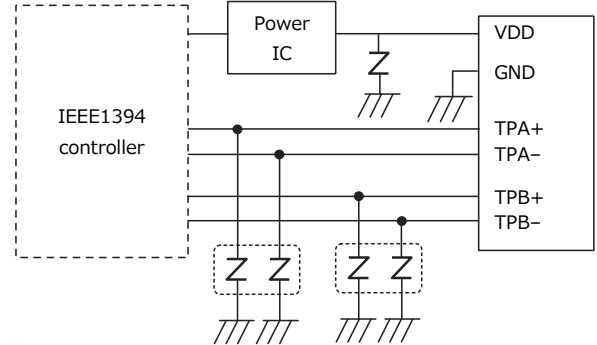 Power
IC
VDD
GND
IEEE1394
controller
TPA+
TPA–
TPB+
TPB–